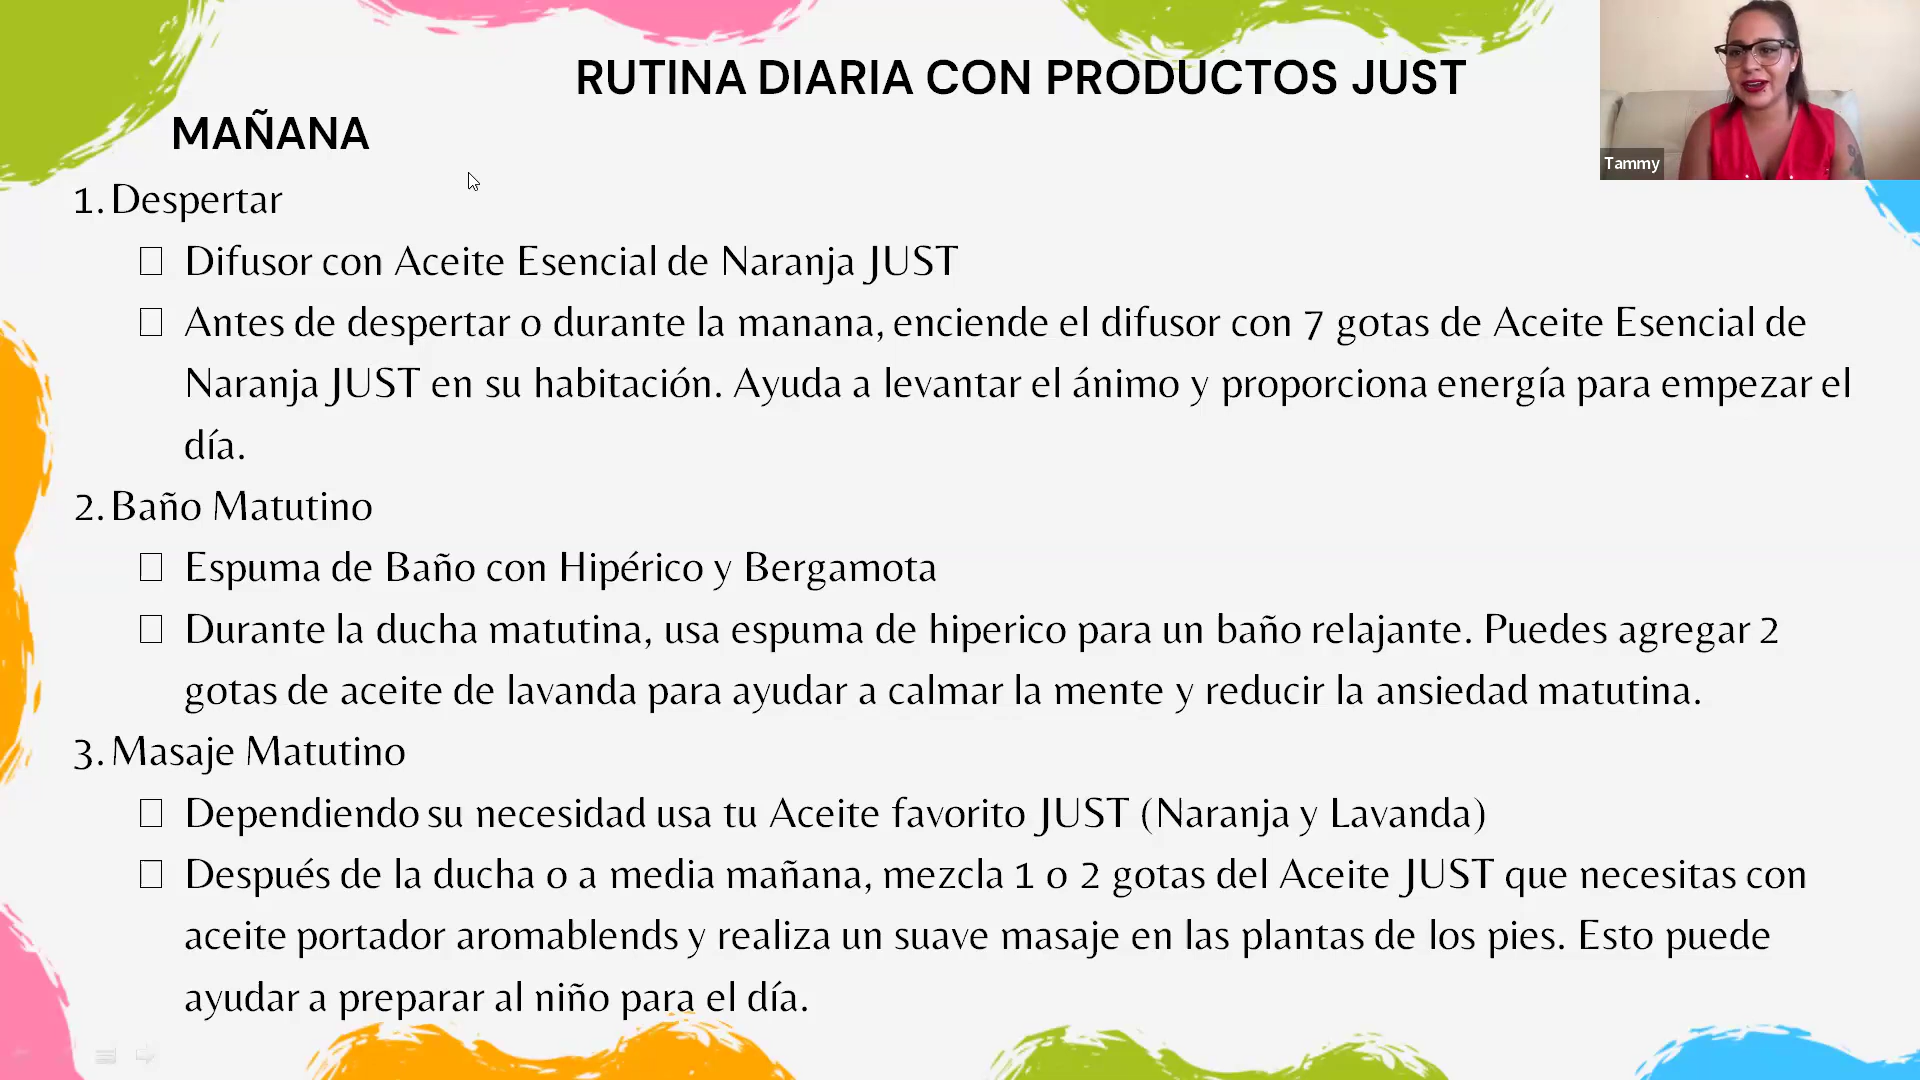 RUTINA DIARIA CON PRODUCTOS JUST
MAÑANA
Tammy
1. Despertar
Difusor con Aceite Esencial de Naranja JUST
Antes de despertar o durante la manana, enciende el difusor con 7 gotas de Aceite Esencial de
Naranja JUST en su habitación. Ayuda a levantar el ánimo y proporciona energía para empezar el
día.
2. Baño Matutino
Espuma de Baño con Hipérico y Bergamota
Durante la ducha matutina, usa espuma de hiperico para un baño relajante. Puedes agregar 2
gotas de aceite de lavanda para ayudar a calmar la mente y reducir la ansiedad matutina.
3. Masaje Matutino
Dependiendo su necesidad usa tu Aceite favorito JUST (Naranja y Lavanda)
Después de la ducha o a media mañana, mezcla 1 o 2 gotas del Aceite JUST que necesitas con
aceite portador aromablends y realiza un suave masaje en las plantas de los pies. Esto puede
ayudar a preparar al niño para el día.